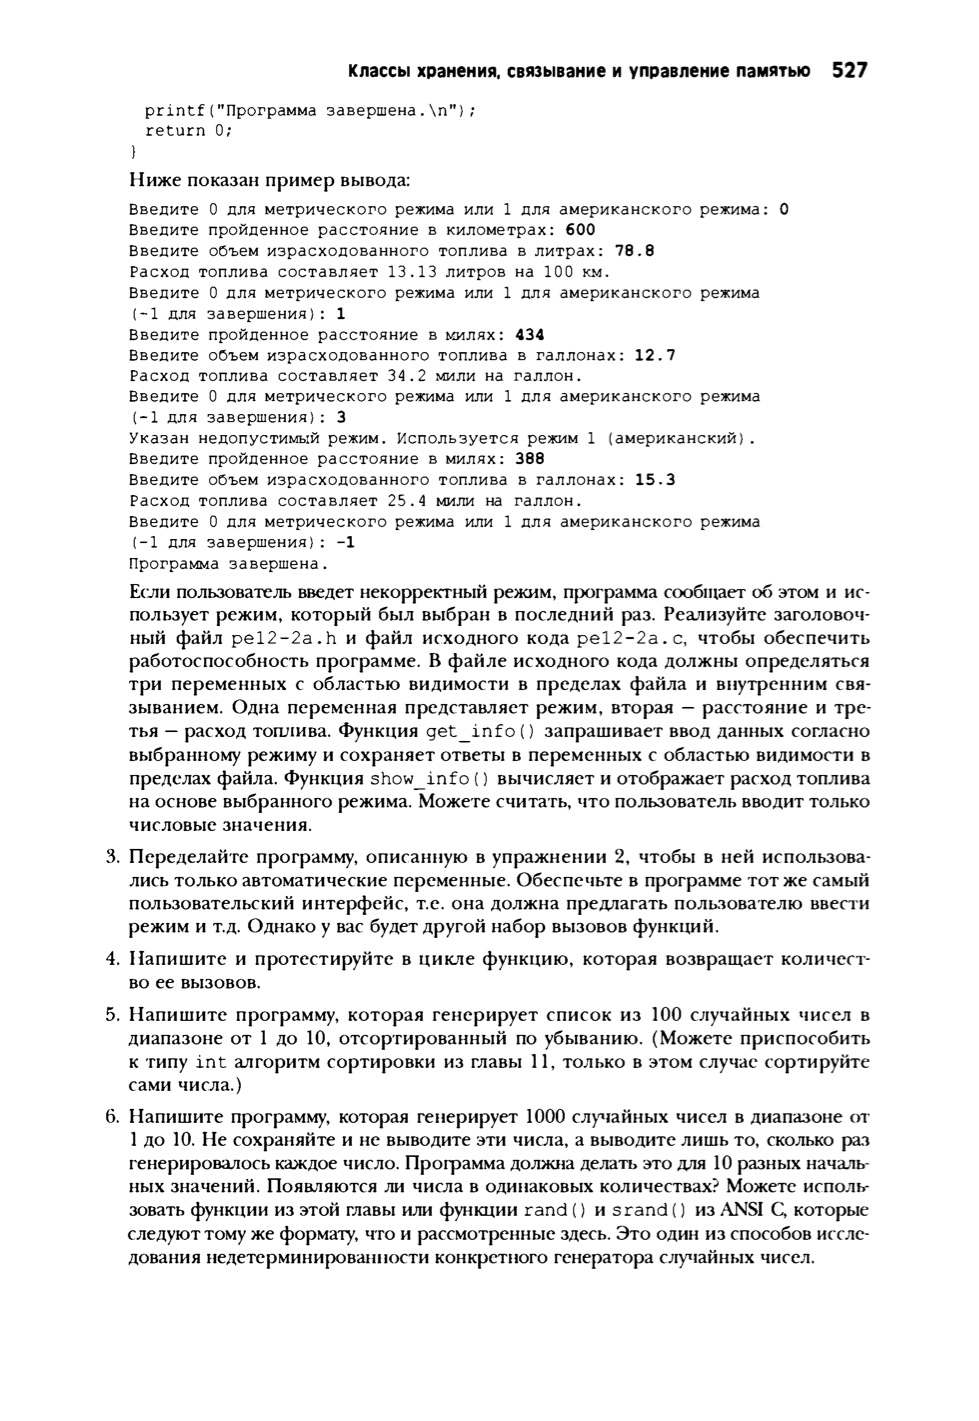 Классы хранения, связывание и управление памятью 527
printf("Программа завершена.\n");
return 0;
}
Ниже показан пример вывода:
Введите 0 для метрического режима или 1 для американского режима: 0
Введите пройденное расстояние в километрах: 600
Введите объем израсходованного топлива в литрах: 78.8
Расход топлива составляет 13.13 литров на 100 км.
Введите 0 для метрического режима или 1 для американского режима
(-1 для завершения): 1
Введите пройденное расстояние в милях: 434
Введите объем израсходованного топлива в галлонах: 12.7
Расход топлива составляет 34.2 мили на галлон.
Введите 0 для метрического режима или 1 для американского режима
(-1 для завершения): 3
Указан недопустимый режим. Используется режим 1 (американский).
Введите пройденное расстояние в милях: 388
Введите объем израсходованного топлива в галлонах: 15.3
Расход топлива составляет 25.4 мили на галлон.
Введите 0 для метрического режима или 1 для американского режима
(-1 для завершения): -1
Программа завершена.
Если пользователь введет некорректный режим, программа сообщает об этом и ис-
пользует режим, который был выбран в последний раз. Реализуйте заголовоч-
ный файл pe12-2a.h и файл исходного кода pe12-2a.c, чтобы обеспечить
работоспособность программе. В файле исходного кода должны определяться
три переменных с областью видимости в пределах файла и внутренним свя-
зыванием. Одна переменная представляет режим, вторая — расстояние и тре-
тья — расход топлива. Функция get_info() запрашивает ввод данных согласно
выбранному режиму и сохраняет ответы в переменных с областью видимости в
пределах файла. Функция show_info() вычисляет и отображает расход топлива
на основе выбранного режима. Можете считать, что пользователь вводит только
числовые значения.
3. Переделайте программу, описанную в упражнении 2, чтобы в ней использова-
лись только автоматические переменные. Обеспечьте в программе тот же самый
пользовательский интерфейс, т.е. она должна предлагать пользователю ввести
режим и т.д. Однако у вас будет другой набор вызовов функций.
4. Напишите и протестируйте в цикле функцию, которая возвращает количест-
во ее вызовов.
5. Напишите программу, которая генерирует список из 100 случайных чисел в
диапазоне от 1 до 10, отсортированный по убыванию. (Можете приспособить
к типу int алгоритм сортировки из главы 11, только в этом случае сортируйте
сами числа.)
6. Напишите программу, которая генерирует 1000 случайных чисел в диапазоне от
1 до 10. Не сохраняйте и не выводите эти числа, а выводите лишь то, сколько раз
генерировалось каждое число. Программа должна делать это для 10 разных началь-
ных значений. Появляются ли числа в одинаковых количествах? Можете исполь-
зовать функции из этой главы или функции rand() и srand() из ANSI C, которые
следуют тому же формату, что и рассмотренные здесь. Это один из способов иссле-
дования недетерминированности конкретного генератора случайных чисел.